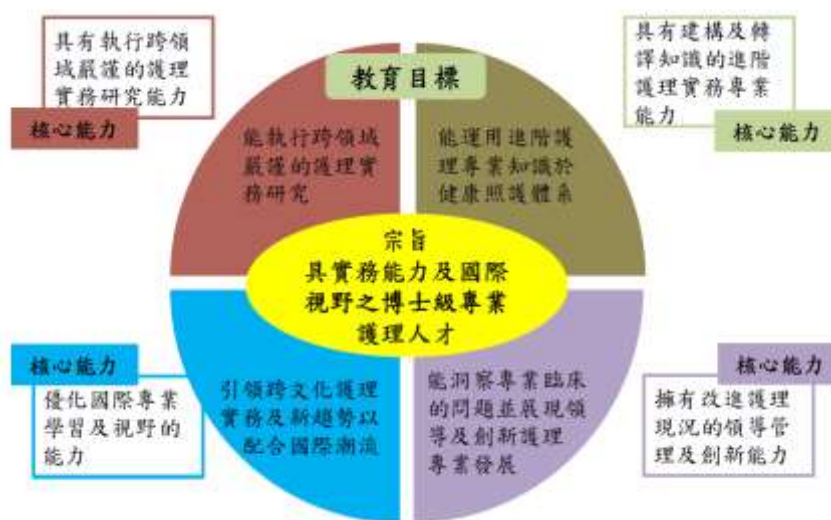 具有執行跨領
域嚴謹的護理
實務研究能力
核心能力
具有建構及轉
譯知識的進階
護理實務專業
能力
核心能力
教育目標
能執行跨領域
嚴謹的護理實
務研究
能運用進階護
理專業知識於
健康照護體系
宗旨
具實務能力及國際
視野之博士級專業
護理人才
引領跨文化護理
實務及新趨勢以
配合國際潮流
能洞察專業臨床
的問題並展現領
導及創新護理
專業發展
核心能力
優化國際專業
學習及視野的
能力
核心能力
擁有改進護理
現況的領導管
理及創新能力